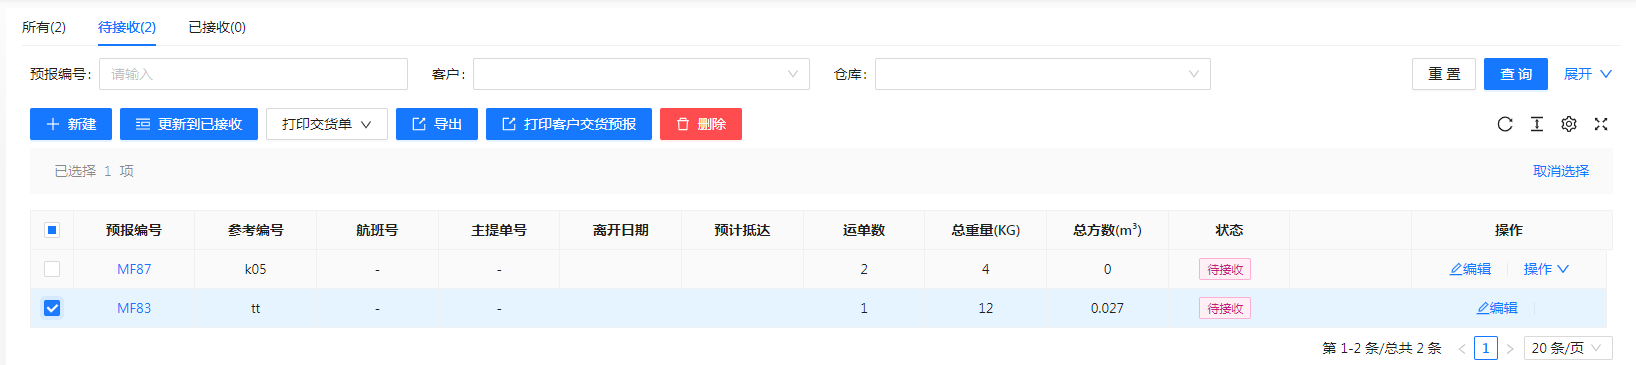 所有(2) 待接收(2) 已接收(0)
预报编号: 请输入 客户: 仓库: 重 置 查 询 展开
新建 更新到已接收 打印交货单 导出 打印客户交货预报 删除
已选择 1 项 取消选择
预报编号 参考编号 航班号 主提单号 离开日期 预计抵达 运单数 总重量(KG) 总方数(m³) 状态 操作
MF87 k05 - - 2 4 0 待接收 编辑 操作
MF83 tt - - 1 12 0.027 待接收 编辑
第 1-2 条/总共 2 条 < 1 > 20 条/页